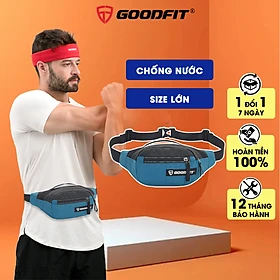 GOODFIT®
CHỐNG NƯỚC
SIZE LỚN
1 ĐỔI 1
7 NGÀY
HOÀN TIỀN
100%
12 THÁNG
BẢO HÀNH
GOODFIT